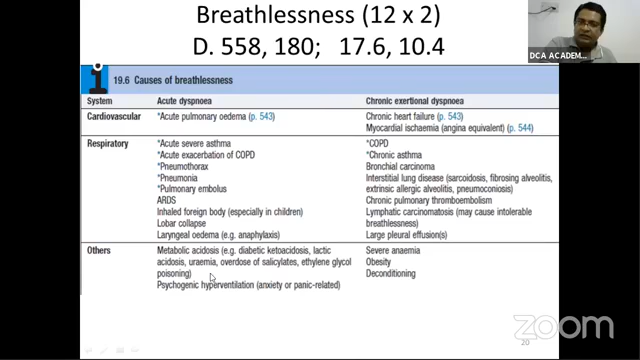 Breathlessness (12 x 2)
D. 558, 180; 17.6, 10.4
DCA ACADEM...
i 19.6 Causes of breathlessness
System Acute dyspnoea Chronic exertional dyspnoea
Cardiovascular *Acute pulmonary oedema (p. 543) Chronic heart failure (p. 543)
Myocardial ischaemia (angina equivalent) (p. 544)
Respiratory *Acute severe asthma *COPD
*Acute exacerbation of COPD *Chronic asthma
*Pneumothorax Bronchial carcinoma
*Pneumonia Interstitial lung disease (sarcoidosis, fibrosing alveolitis,
*Pulmonary embolus extrinsic allergic alveolitis, pneumoconiosis)
ARDS Chronic pulmonary thromboembolism
Inhaled foreign body (especially in children) Lymphatic carcinomatosis (may cause intolerable
Lobar collapse breathlessness)
Laryngeal oedema (e.g. anaphylaxis) Large pleural effusion(s)
Others Metabolic acidosis (e.g. diabetic ketoacidosis, lactic Severe anaemia
acidosis, uraemia, overdose of salicylates, ethylene glycol Obesity
poisoning) Deconditioning
Psychogenic hyperventilation (anxiety or panic-related)
zoom
20